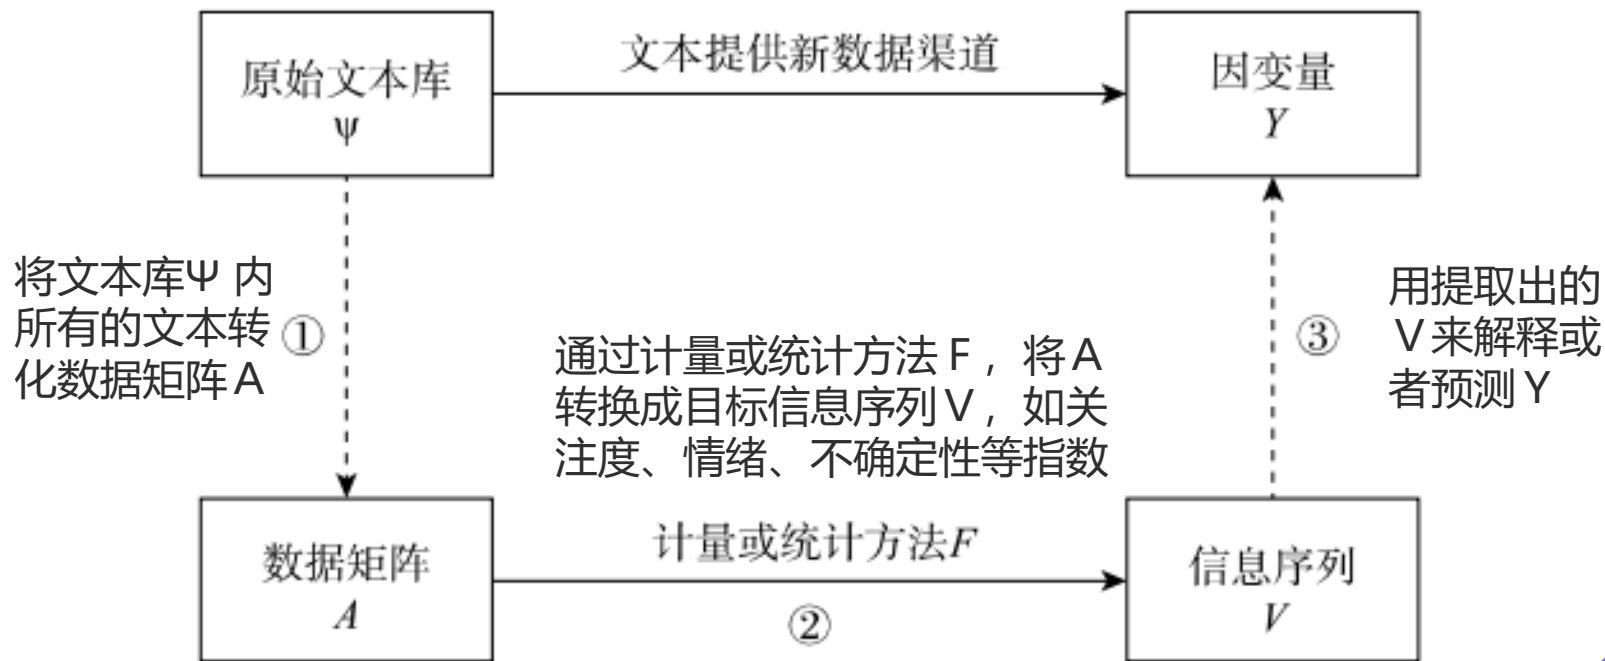 原始文本库
Ψ
文本提供新数据渠道
因变量
Y
将文本库Ψ 内
所有的文本转
化数据矩阵A
①
通过计量或统计方法F，将A
转换成目标信息序列V，如关
注度、情绪、不确定性等指数
③
用提取出的
V来解释或
者预测Y
数据矩阵
A
计量或统计方法F
②
信息序列
V